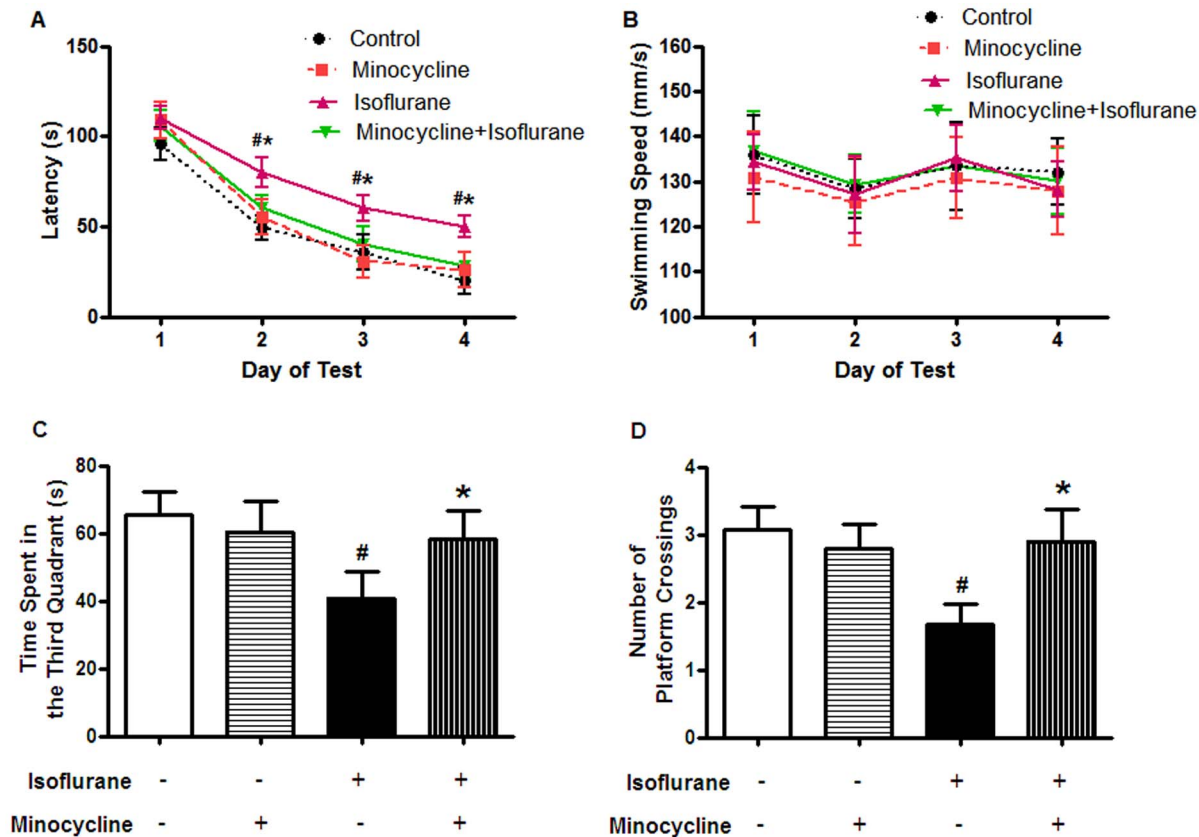 A
Control
Minocycline
Isoflurane
Minocycline+Isoflurane
150
100
50
0
Latency (s)
#*
#*
#*
1 2 3 4
Day of Test
B
Control
Minocycline
Isoflurane
Minocycline+Isoflurane
160
150
140
130
120
110
100
Swimming Speed (mm/s)
1 2 3 4
Day of Test
C
80
60
40
20
0
Time Spent in
the Third Quadrant (s)
#
*
Isoflurane - - + +
Minocycline - + - +
D
4
3
2
1
0
Number of
Platform Crossings
#
*
Isoflurane - - + +
Minocycline - + - +